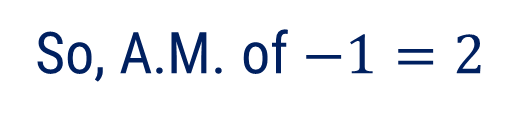 So, A.M. of −1 = 2